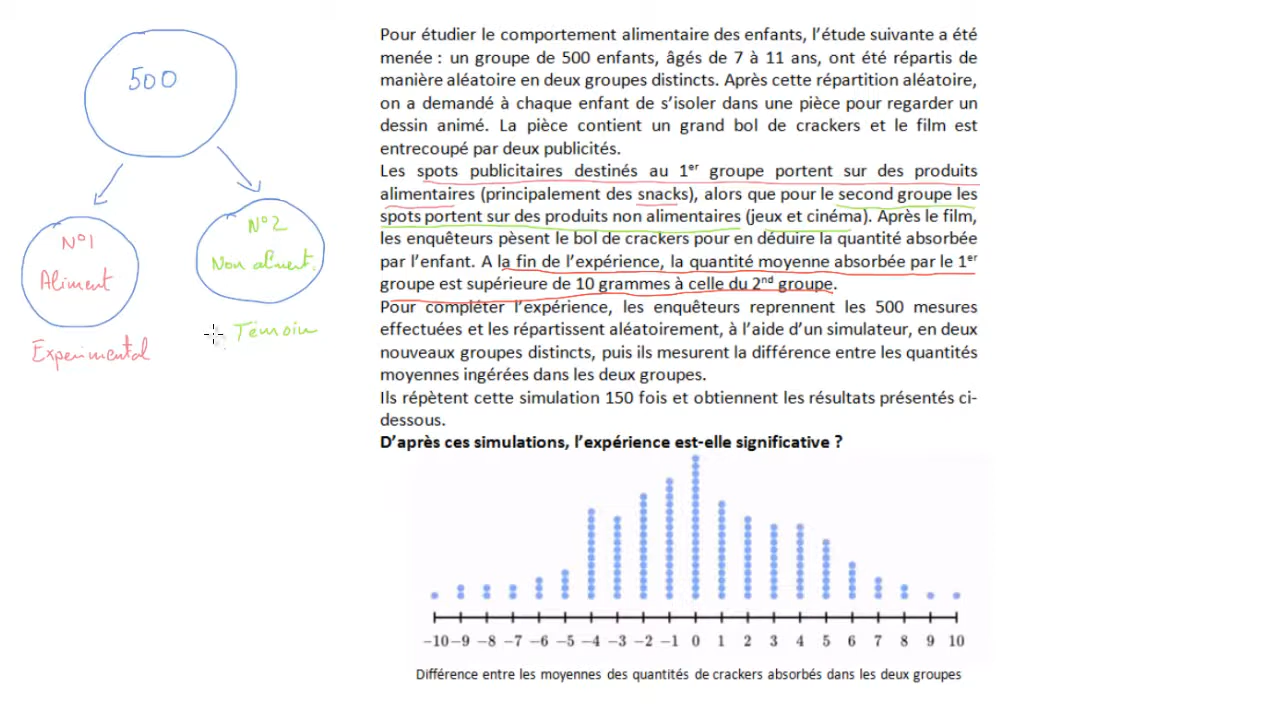 500
N°1
Aliment
Experimental
N°2
Non aliment.
Témoin
Pour étudier le comportement alimentaire des enfants, l’étude suivante a été
menée : un groupe de 500 enfants, âgés de 7 à 11 ans, ont été répartis de
manière aléatoire en deux groupes distincts. Après cette répartition aléatoire,
on a demandé à chaque enfant de s’isoler dans une pièce pour regarder un
dessin animé. La pièce contient un grand bol de crackers et le film est
entrecoupé par deux publicités.
Les spots publicitaires destinés au 1er groupe portent sur des produits
alimentaires (principalement des snacks), alors que pour le second groupe les
spots portent sur des produits non alimentaires (jeux et cinéma). Après le film,
les enquêteurs pèsent le bol de crackers pour en déduire la quantité absorbée
par l’enfant. A la fin de l’expérience, la quantité moyenne absorbée par le 1er
groupe est supérieure de 10 grammes à celle du 2nd groupe.
Pour compléter l’expérience, les enquêteurs reprennent les 500 mesures
effectuées et les répartissent aléatoirement, à l’aide d’un simulateur, en deux
nouveaux groupes distincts, puis ils mesurent la différence entre les quantités
moyennes ingérées dans les deux groupes.
Ils répètent cette simulation 150 fois et obtiennent les résultats présentés ci-
dessous.
D’après ces simulations, l’expérience est-elle significative ?
−10 −9 −8 −7 −6 −5 −4 −3 −2 −1 0 1 2 3 4 5 6 7 8 9 10
Différence entre les moyennes des quantités de crackers absorbés dans les deux groupes